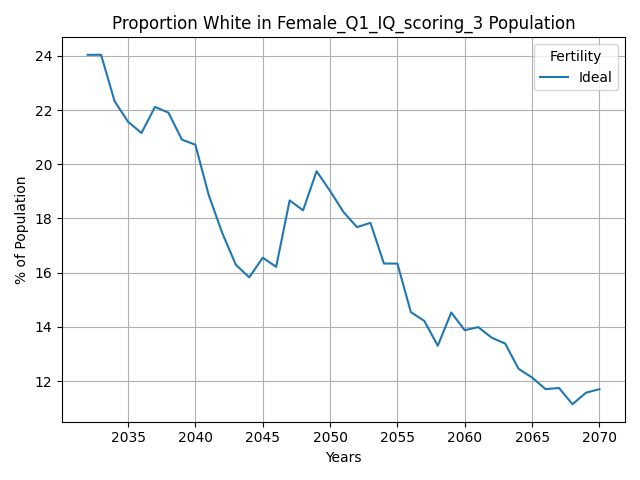 Proportion White in Female_Q1_IQ_scoring_3 Population
Fertility
Ideal
% of Population
24
22
20
18
16
14
12
2035 2040 2045 2050 2055 2060 2065 2070
Years